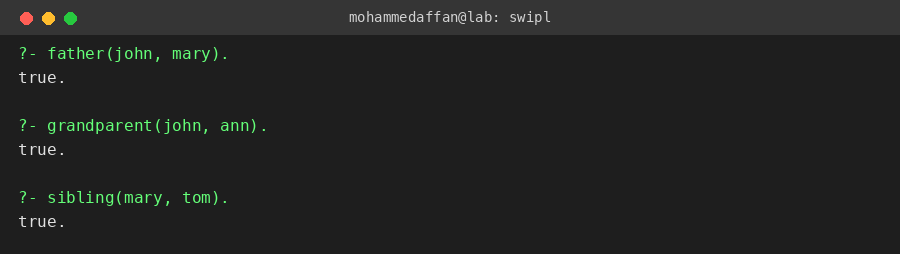 mohammedaffan@lab: swipl
?- father(john, mary).
true.
?- grandparent(john, ann).
true.
?- sibling(mary, tom).
true.